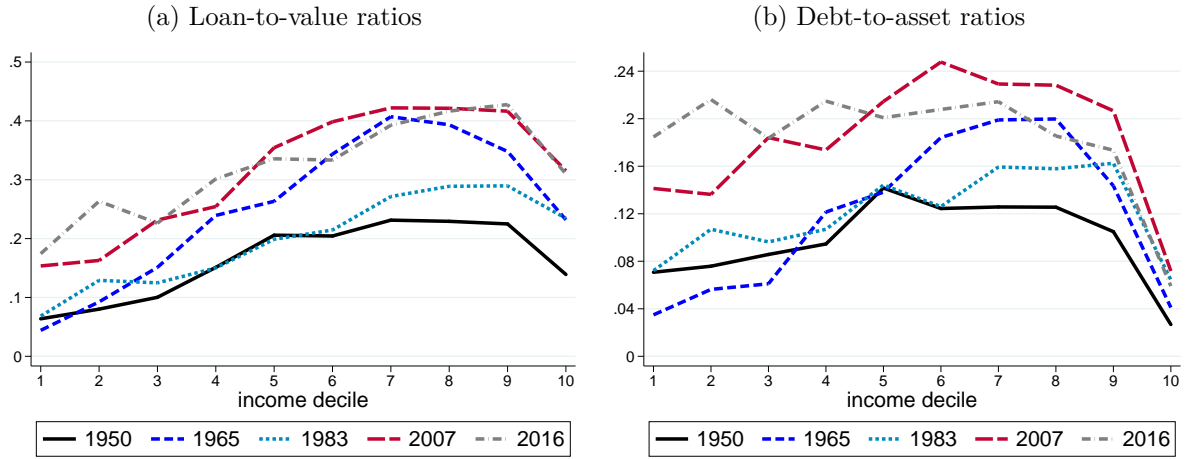 (a) Loan-to-value ratios
.5
.4
.3
.2
.1
0
1 2 3 4 5 6 7 8 9 10
income decile
1950 1965 1983 2007 2016
(b) Debt-to-asset ratios
.24
.2
.16
.12
.08
.04
0
1 2 3 4 5 6 7 8 9 10
income decile
1950 1965 1983 2007 2016